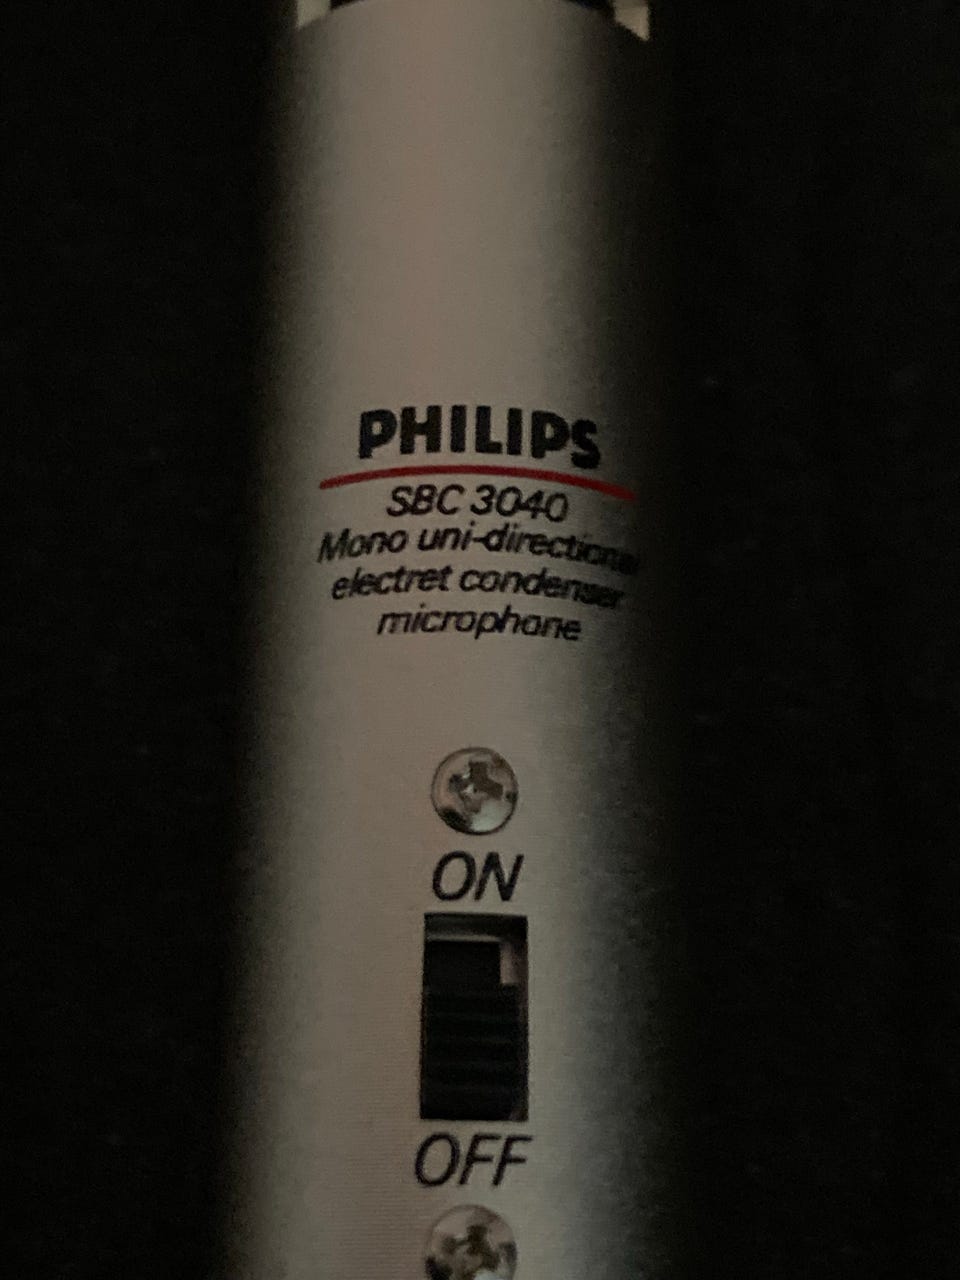 PHILIPS
SBC 3040
Mono uni-directional
electret condenser
microphone
ON
OFF